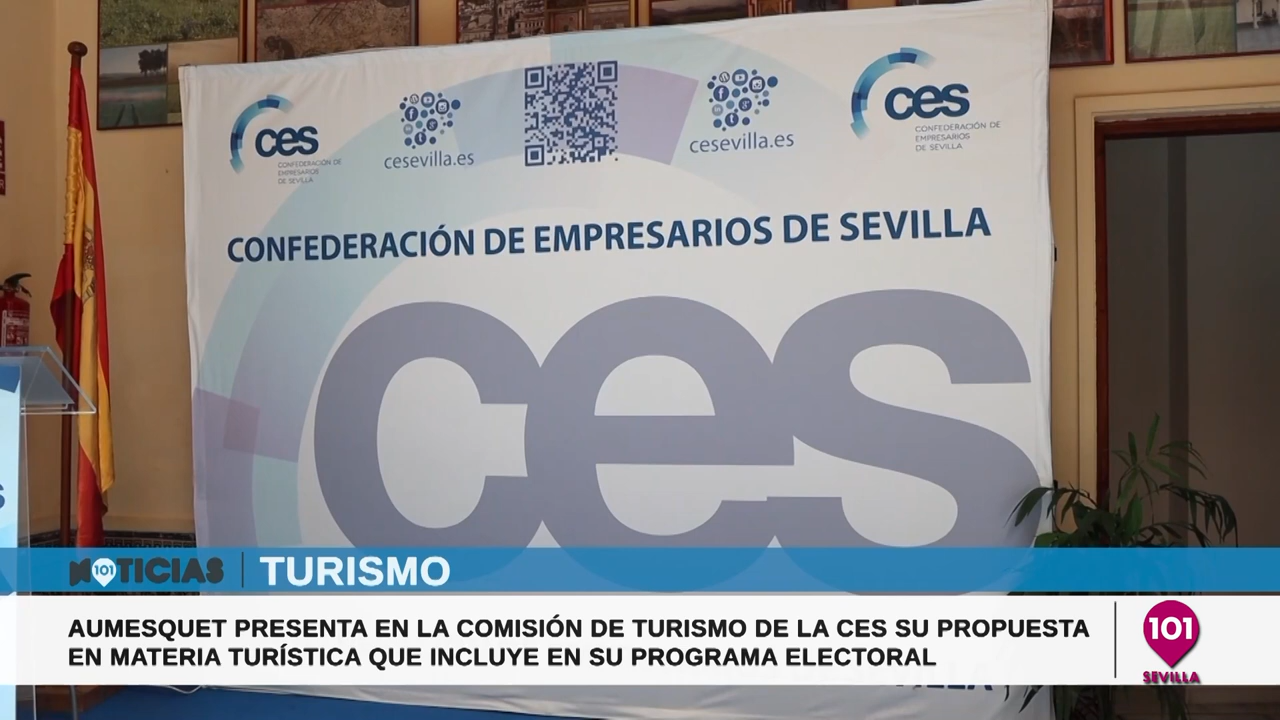 ces
CONFEDERACIÓN DE
EMPRESARIOS
DE SEVILLA
cesevilla.es
cesevilla.es
ces
CONFEDERACIÓN DE
EMPRESARIOS
DE SEVILLA
CONFEDERACIÓN DE EMPRESARIOS DE SEVILLA
ces
NOTICIAS 101 TURISMO
AUMESQUET PRESENTA EN LA COMISIÓN DE TURISMO DE LA CES SU PROPUESTA
EN MATERIA TURÍSTICA QUE INCLUYE EN SU PROGRAMA ELECTORAL
101
SEVILLA